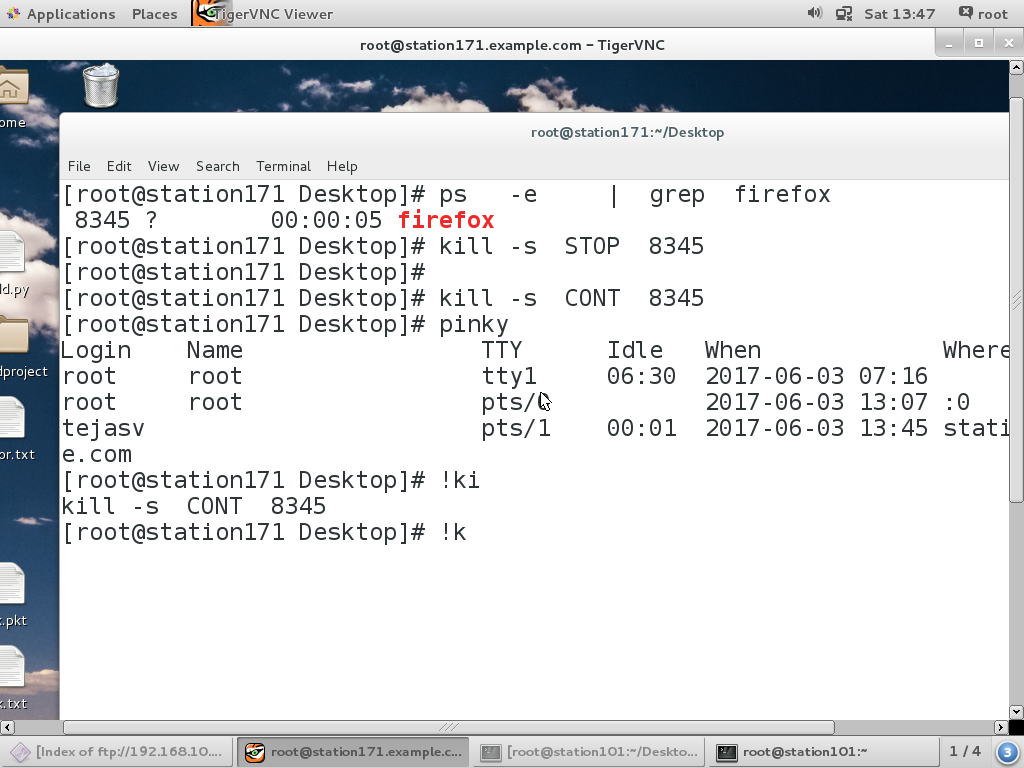 Applications Places TigerVNC Viewer Sat 13:47 root
root@station171.example.com - TigerVNC
ome
root@station171:~/Desktop
File Edit View Search Terminal Help
[root@station171 Desktop]# ps -e | grep firefox
8345 ? 00:00:05 firefox
[root@station171 Desktop]# kill -s STOP 8345
[root@station171 Desktop]#
[root@station171 Desktop]# kill -s CONT 8345
[root@station171 Desktop]# pinky
Login Name TTY Idle When Where
root root tty1 06:30 2017-06-03 07:16
root root pts/0 2017-06-03 13:07 :0
tejasv pts/1 00:01 2017-06-03 13:45 stati
e.com
[root@station171 Desktop]# !ki
kill -s CONT 8345
[root@station171 Desktop]# !k
ld.py
dproject
or.txt
.pkt
k.txt
[Index of ftp://192.168.10.... root@station171.example.c... [root@station101:~/Deskto... root@station101:~ 1 / 4 3